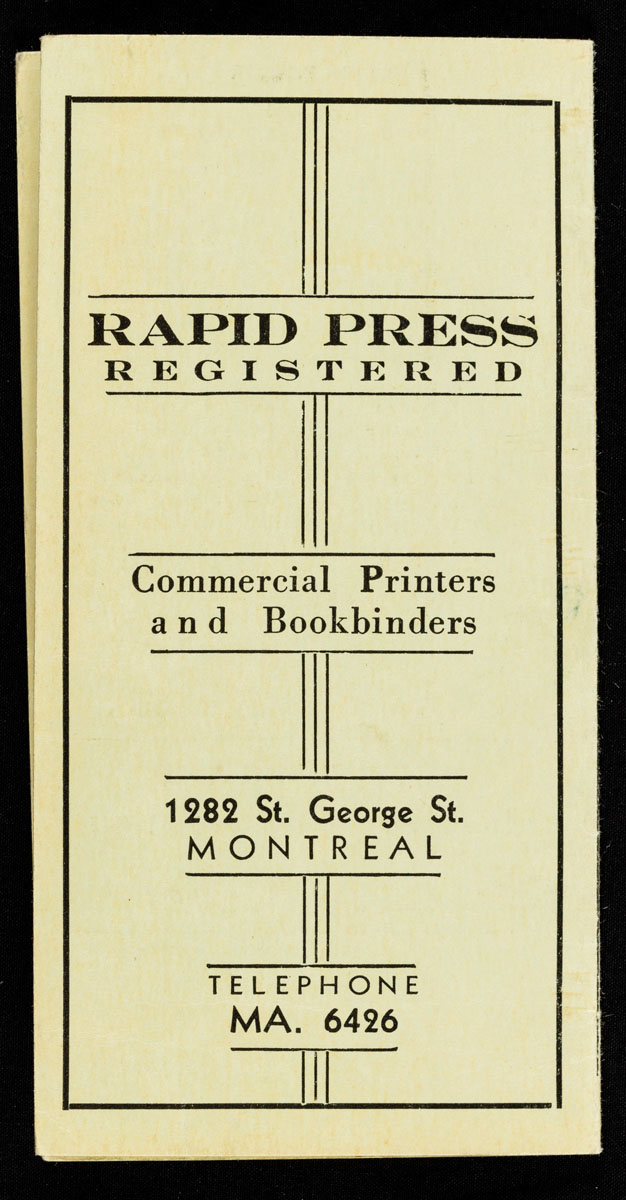 RAPID PRESS
REGISTERED
Commercial Printers
and Bookbinders
1282 St. George St.
MONTREAL
TELEPHONE
MA. 6426